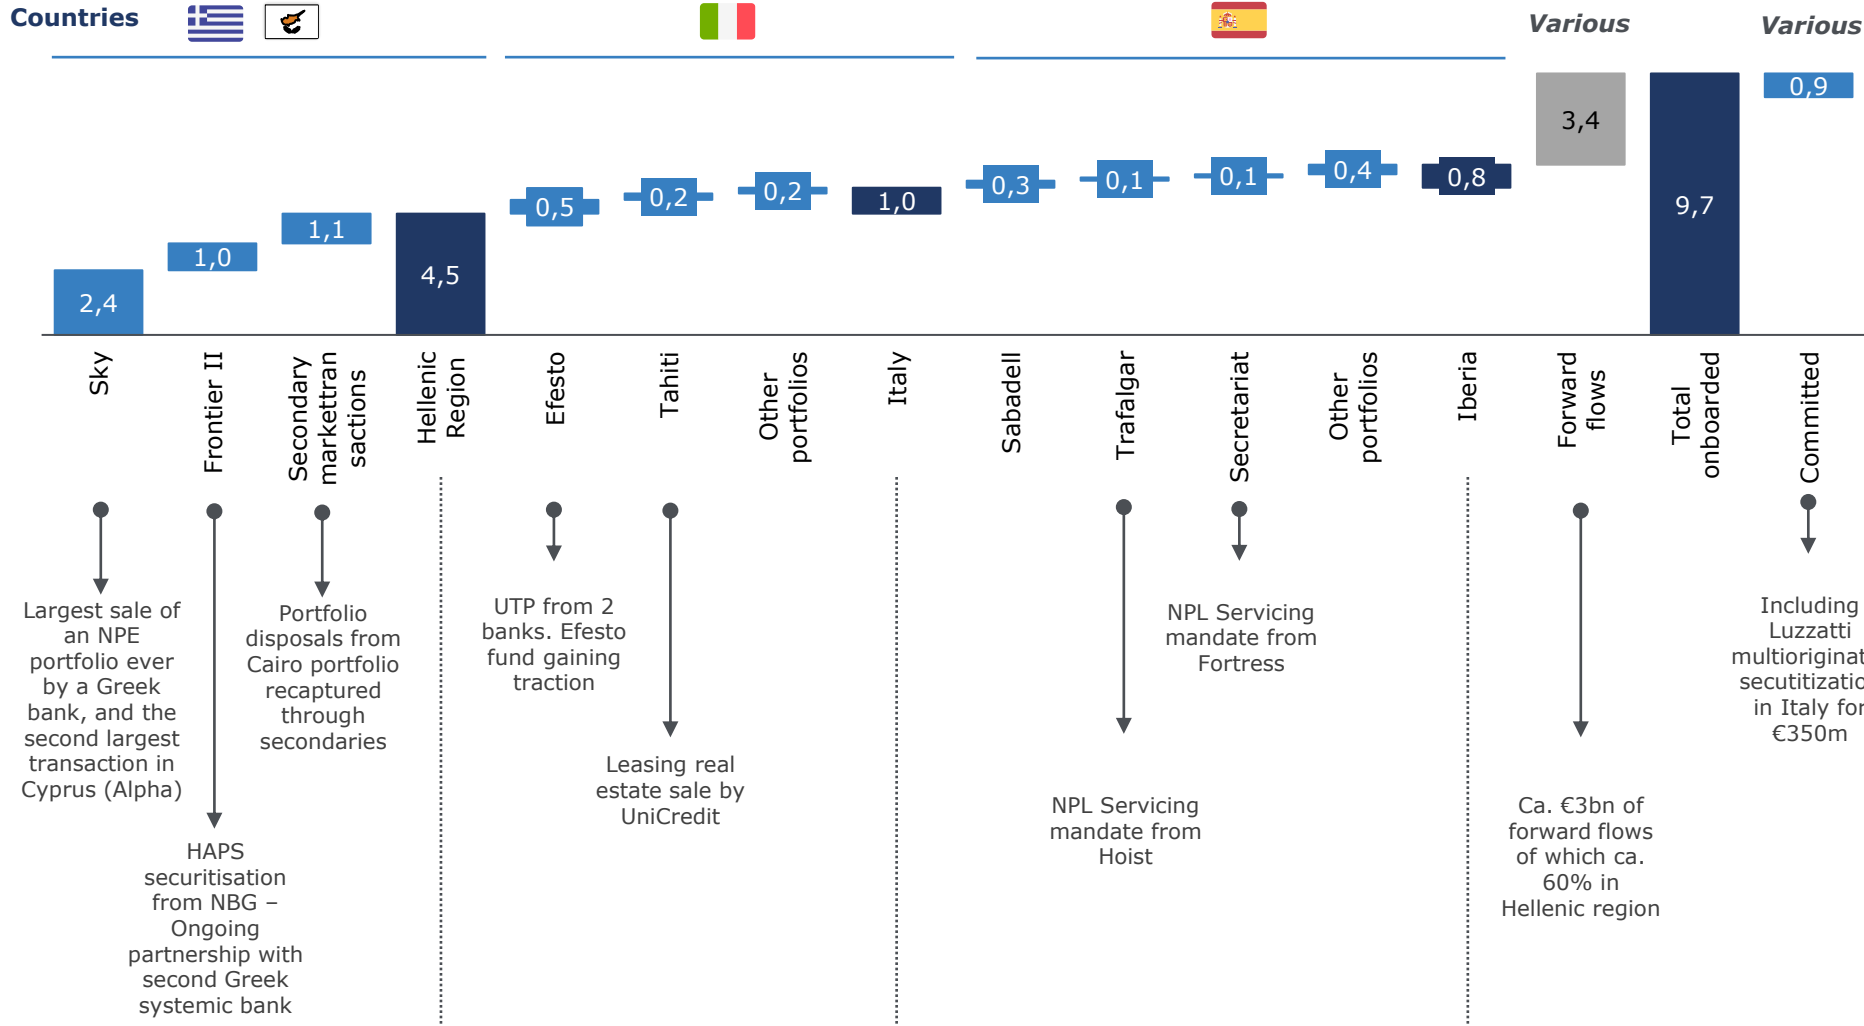 Countries
Various
Various
2,4
1,0
1,1
4,5
0,5
0,2
0,2
1,0
0,3
0,1
0,1
0,4
0,8
3,4
9,7
0,9
Sky
Frontier II
Secondary
markettran
sactions
Hellenic
Region
Efesto
Tahiti
Other
portfolios
Italy
Sabadell
Trafalgar
Secretariat
Other
portfolios
Iberia
Forward
flows
Total
onboarded
Committed
Largest sale of
an NPE
portfolio ever
by a Greek
bank, and the
second largest
transaction in
Cyprus (Alpha)
HAPS
securitisation
from NBG –
Ongoing
partnership with
second Greek
systemic bank
Portfolio
disposals from
Cairo portfolio
recaptured
through
secondaries
UTP from 2
banks. Efesto
fund gaining
traction
Leasing real
estate sale by
UniCredit
NPL Servicing
mandate from
Hoist
NPL Servicing
mandate from
Fortress
Ca. €3bn of
forward flows
of which ca.
60% in
Hellenic region
Including
Luzzatti
multioriginat
secutitizatio
in Italy for
€350m